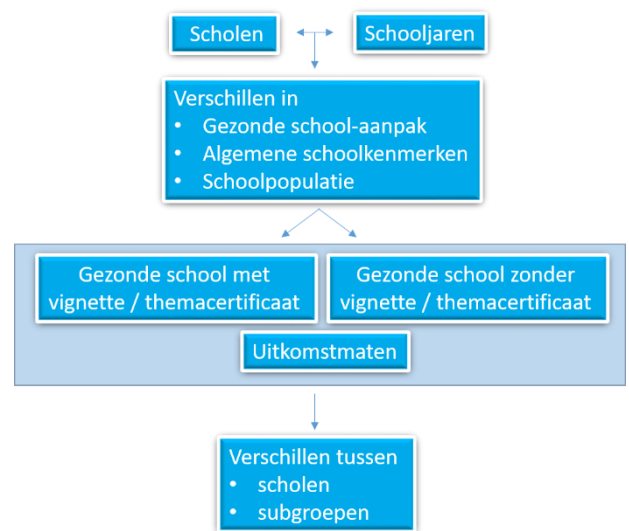 Scholen
Schooljaren
Verschillen in
• Gezonde school-aanpak
• Algemene schoolkenmerken
• Schoolpopulatie
Gezonde school met
vignette / themacertificaat
Gezonde school zonder
vignette / themacertificaat
Uitkomstmaten
Verschillen tussen
• scholen
• subgroepen